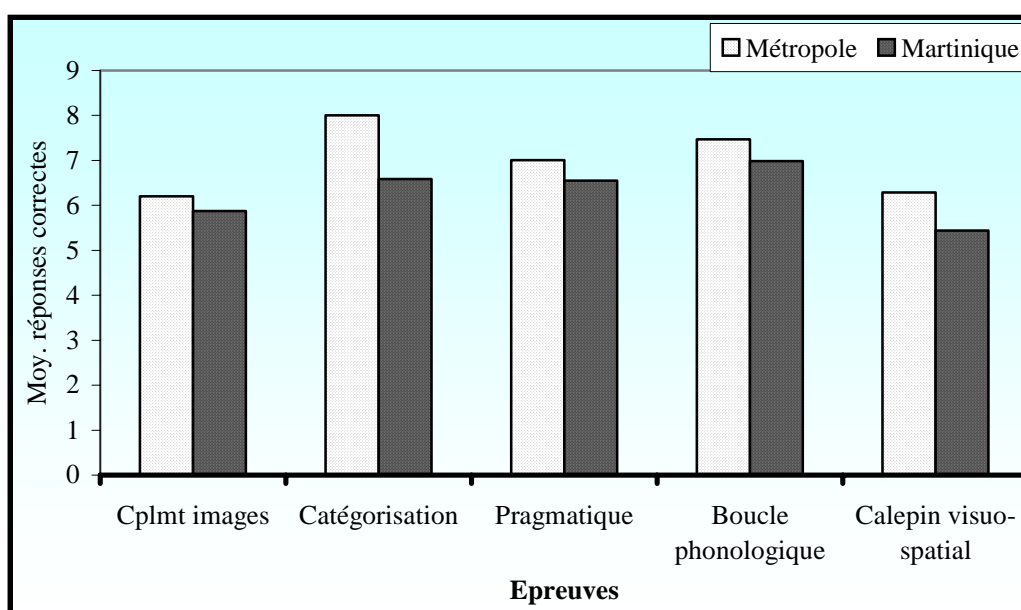 Métropole Martinique
Moy. réponses correctes
9
8
7
6
5
4
3
2
1
0
Cplmt images Catégorisation Pragmatique Boucle phonologique Calepin visuo-spatial
Epreuves